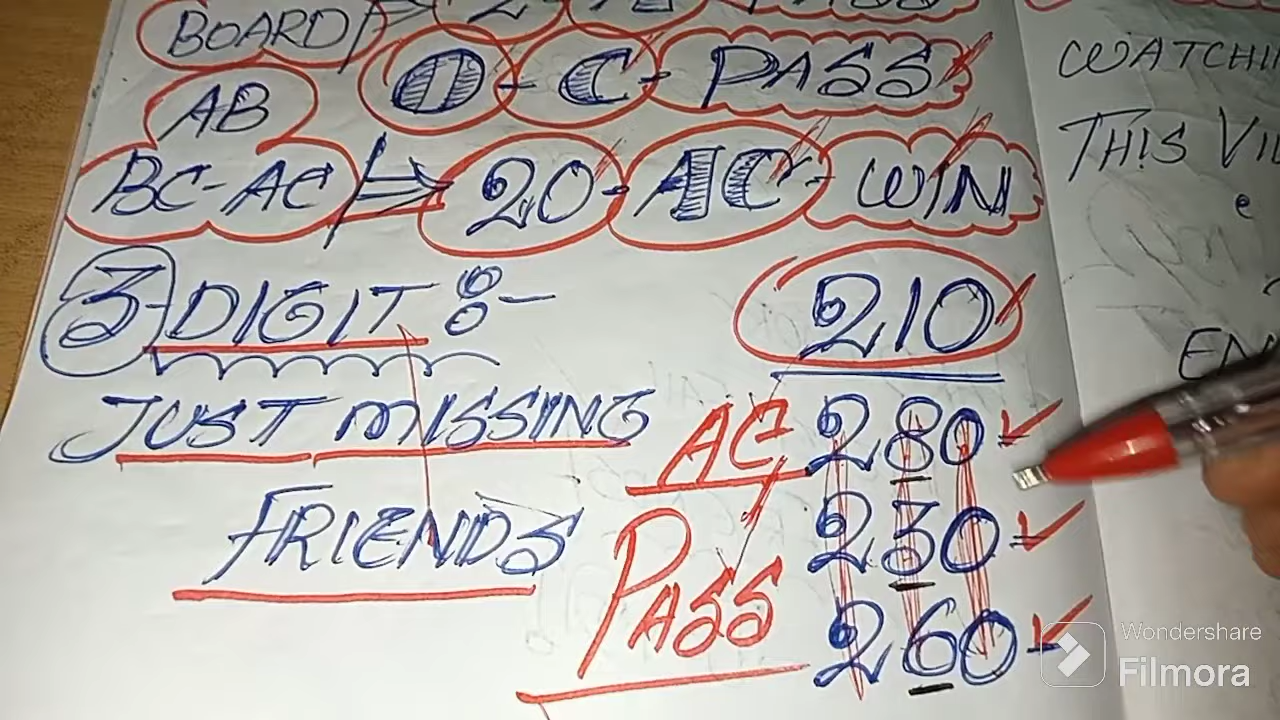 BOARD
0-C-PASS
AB
BC-AC ⇒ 20-AC-WIN
3-DIGIT :- 210
JUST MISSING AC 280 ✓
FRIENDS PASS 230 ✓
260 ✓
WATCHI
THIS VI
e
EN
Wondershare
Filmora